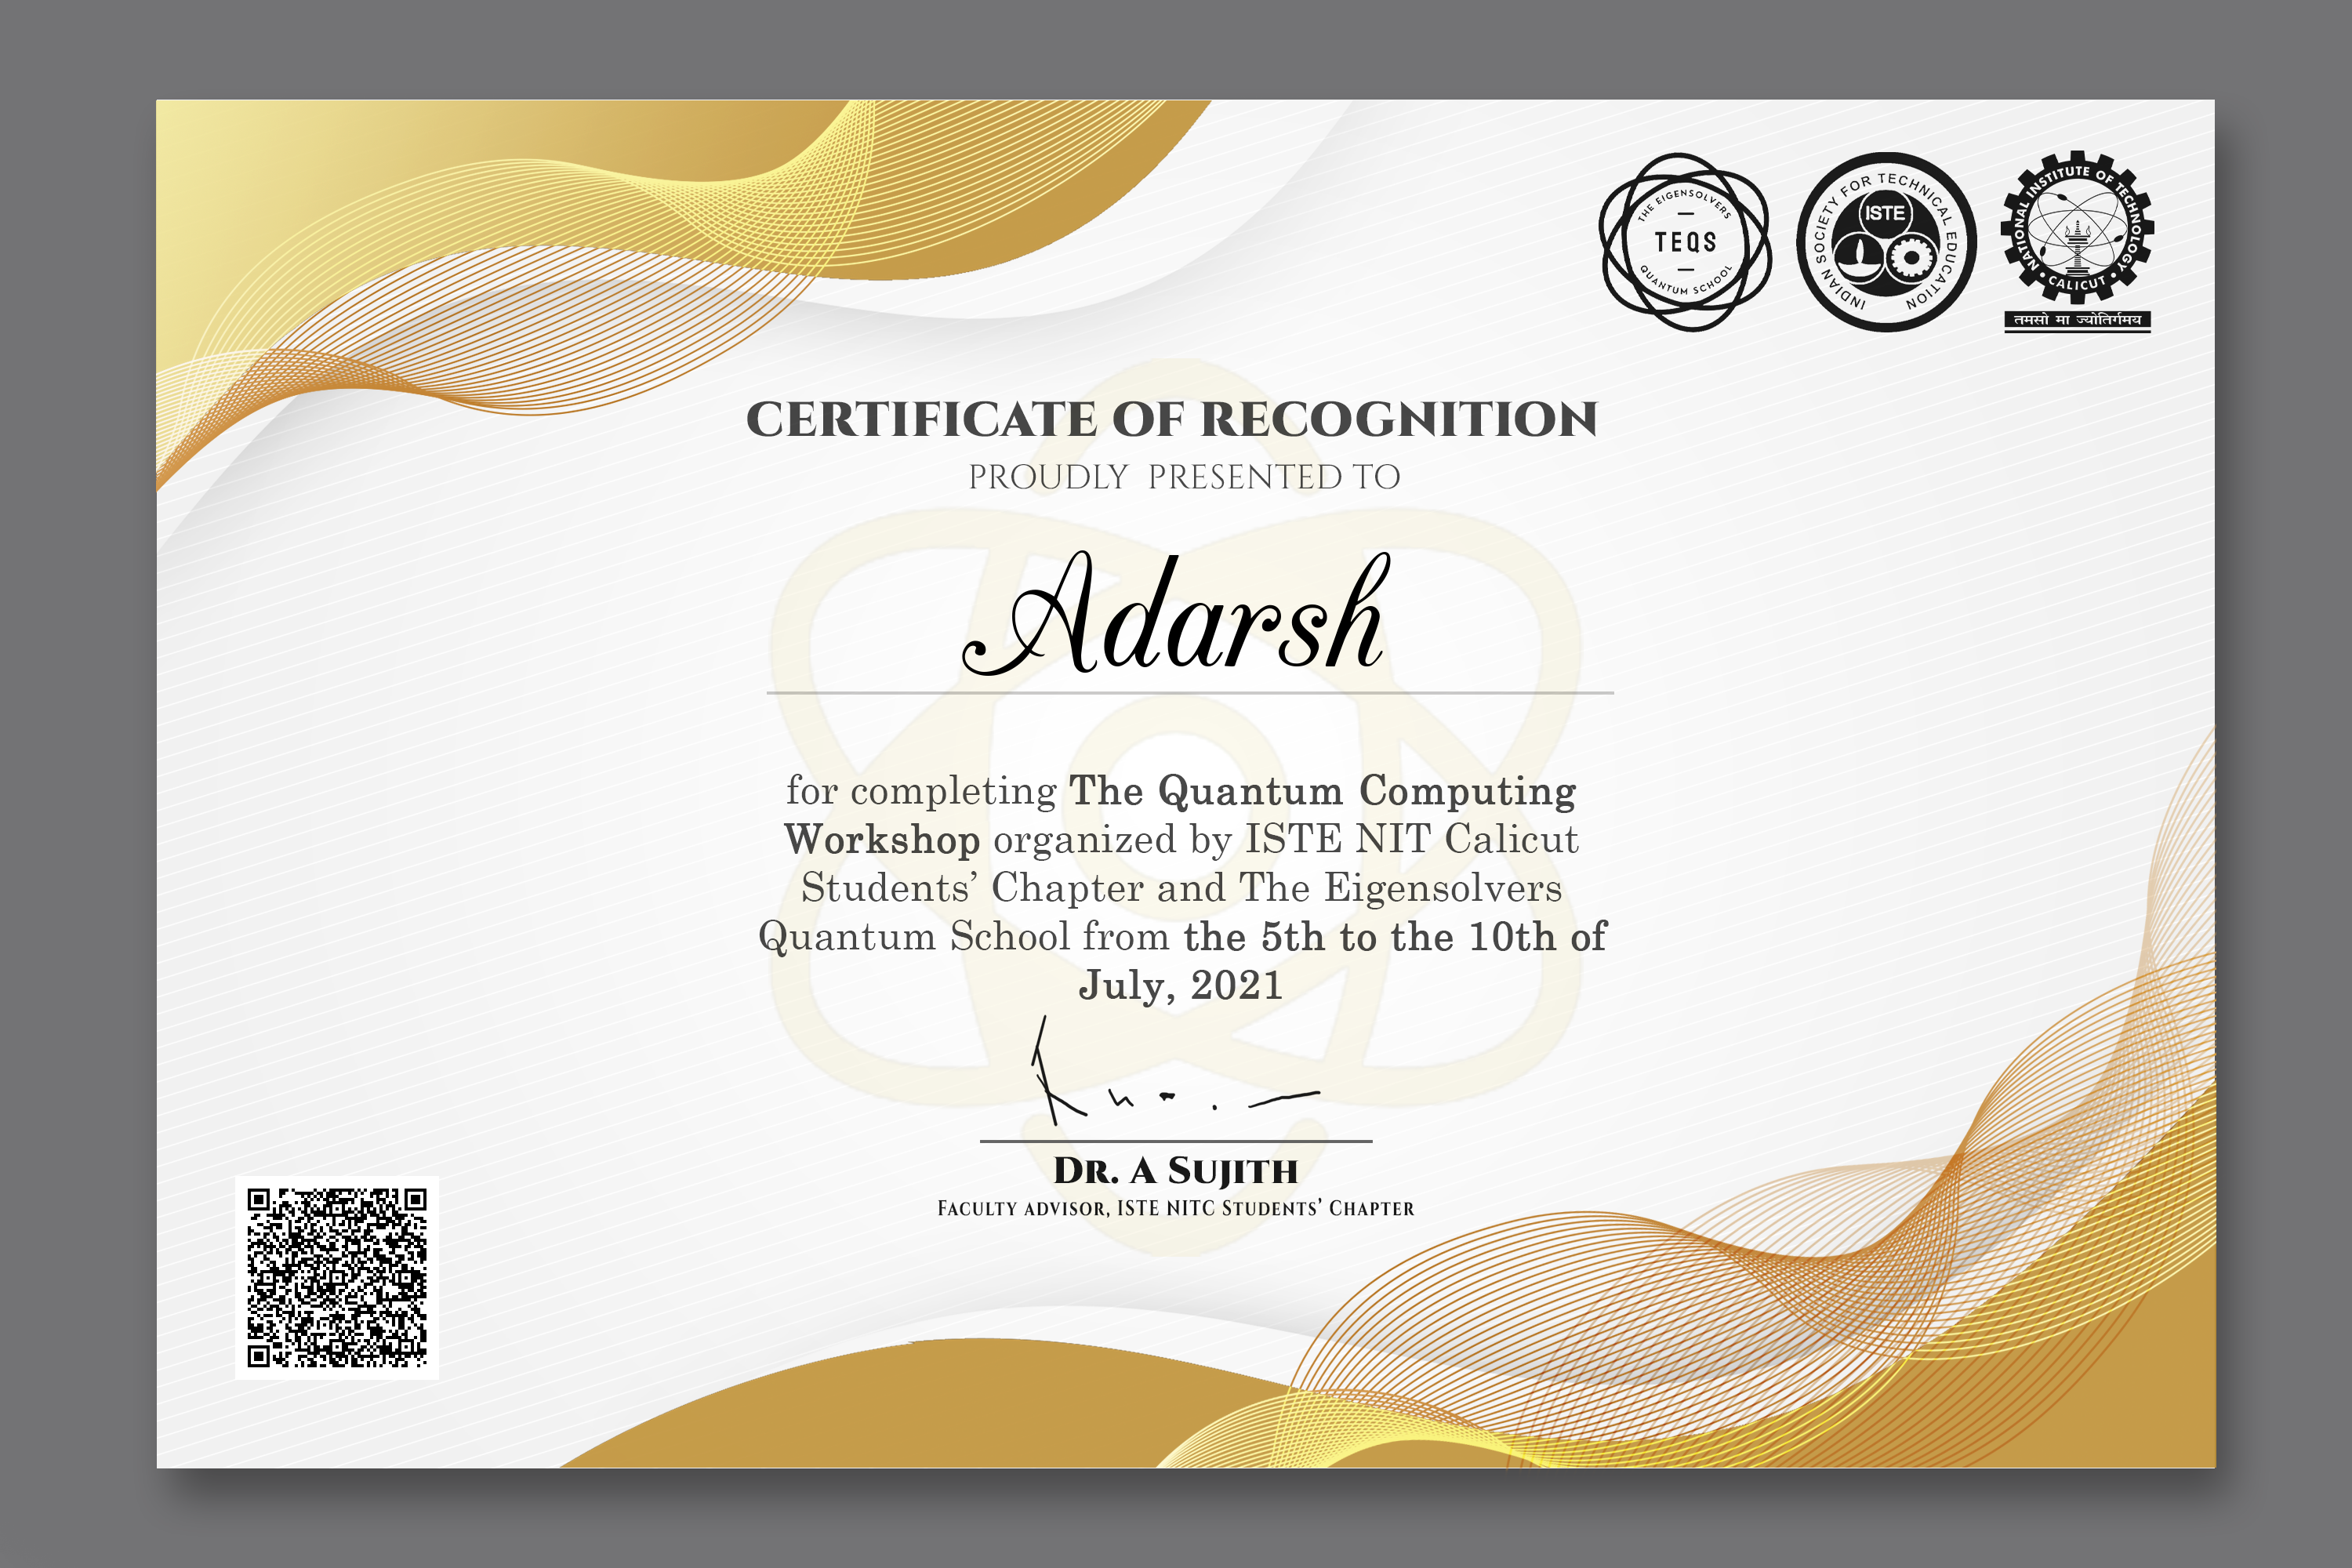 THE EIGENSOLVERS
TEQS
QUANTUM SCHOOL
INDIAN SOCIETY FOR TECHNICAL EDUCATION
ISTE
NATIONAL INSTITUTE OF TECHNOLOGY
• CALICUT •
तमसो मा ज्योतिर्गमय
CERTIFICATE OF RECOGNITION
PROUDLY PRESENTED TO
Adarsh
for completing The Quantum Computing
Workshop organized by ISTE NIT Calicut
Students’ Chapter and The Eigensolvers
Quantum School from the 5th to the 10th of
July, 2021
DR. A SUJITH
FACULTY ADVISOR, ISTE NITC STUDENTS’ CHAPTER